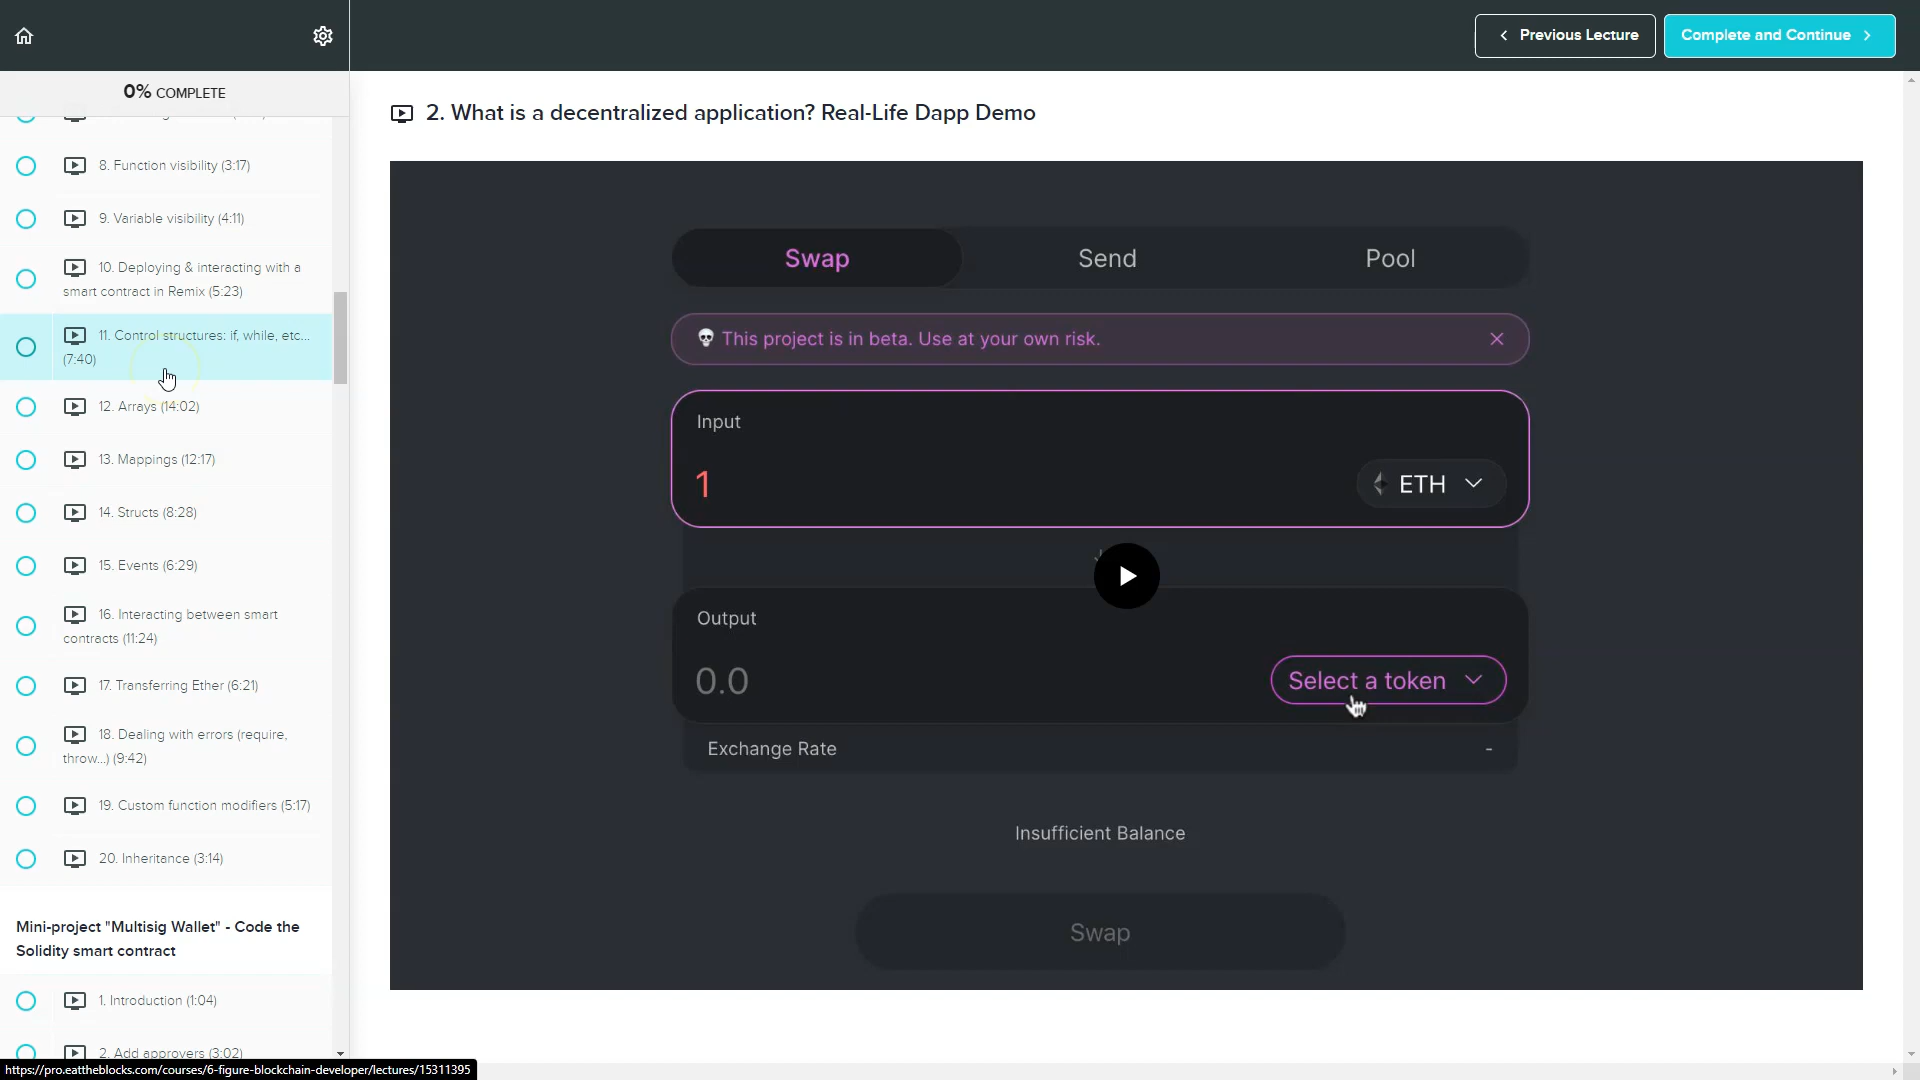 Previous Lecture
Complete and Continue
0% COMPLETE
2. What is a decentralized application? Real-Life Dapp Demo
8. Function visibility (3:17)
9. Variable visibility (4:11)
10. Deploying & interacting with a
smart contract in Remix (5:23)
11. Control structures: if, while, etc...
(7:40)
12. Arrays (14:02)
13. Mappings (12:17)
14. Structs (8:28)
15. Events (6:29)
16. Interacting between smart
contracts (11:24)
17. Transferring Ether (6:21)
18. Dealing with errors (require,
throw...) (9:42)
19. Custom function modifiers (5:17)
20. Inheritance (3:14)
Mini-project "Multisig Wallet" - Code the
Solidity smart contract
1. Introduction (1:04)
2. Add approvers (3:02)
Swap
Send
Pool
This project is in beta. Use at your own risk.
Input
1
ETH
Output
0.0
Select a token
Exchange Rate
-
Insufficient Balance
Swap
https://pro.eattheblocks.com/courses/6-figure-blockchain-developer/lectures/15311395